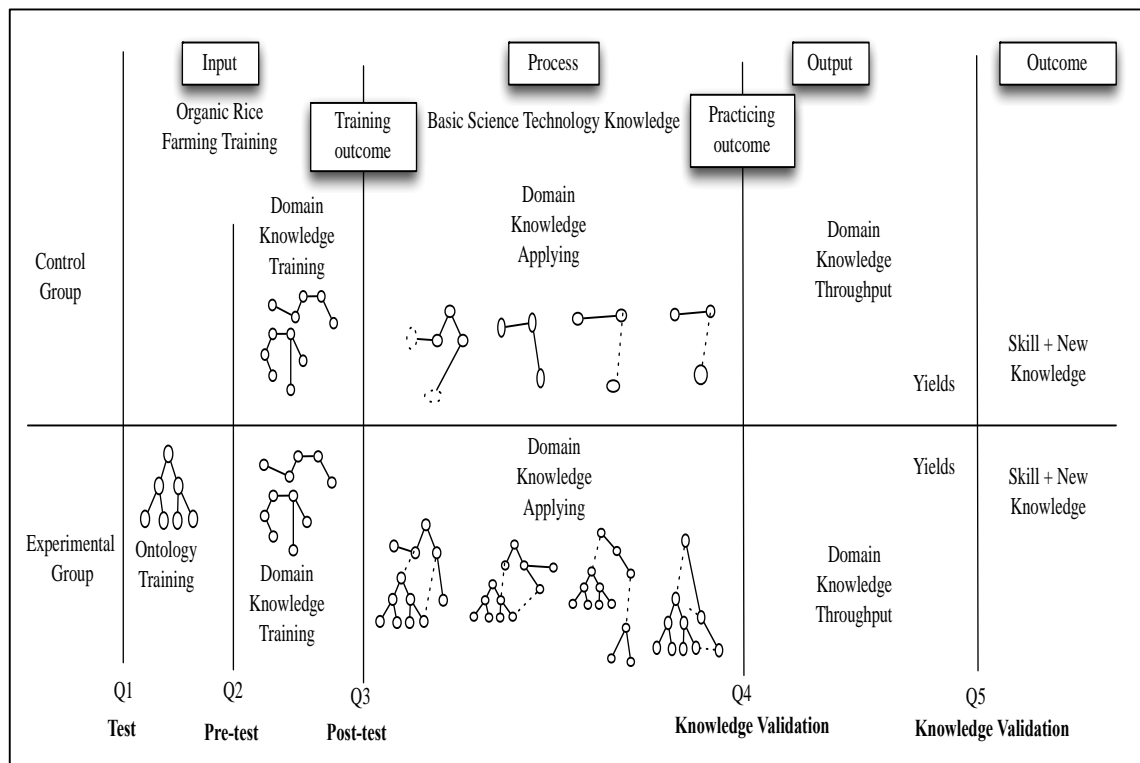 Input
Process
Output
Outcome
Organic Rice
Farming Training
Training
outcome
Basic Science Technology Knowledge
Practicing
outcome
Control
Group
Domain
Knowledge
Training
Domain
Knowledge
Applying
Domain
Knowledge
Throughput
Yields
Skill + New
Knowledge
Experimental
Group
Ontology
Training
Domain
Knowledge
Training
Domain
Knowledge
Applying
Domain
Knowledge
Throughput
Yields
Skill + New
Knowledge
Q1
Q2
Q3
Q4
Q5
Test
Pre-test
Post-test
Knowledge Validation
Knowledge Validation